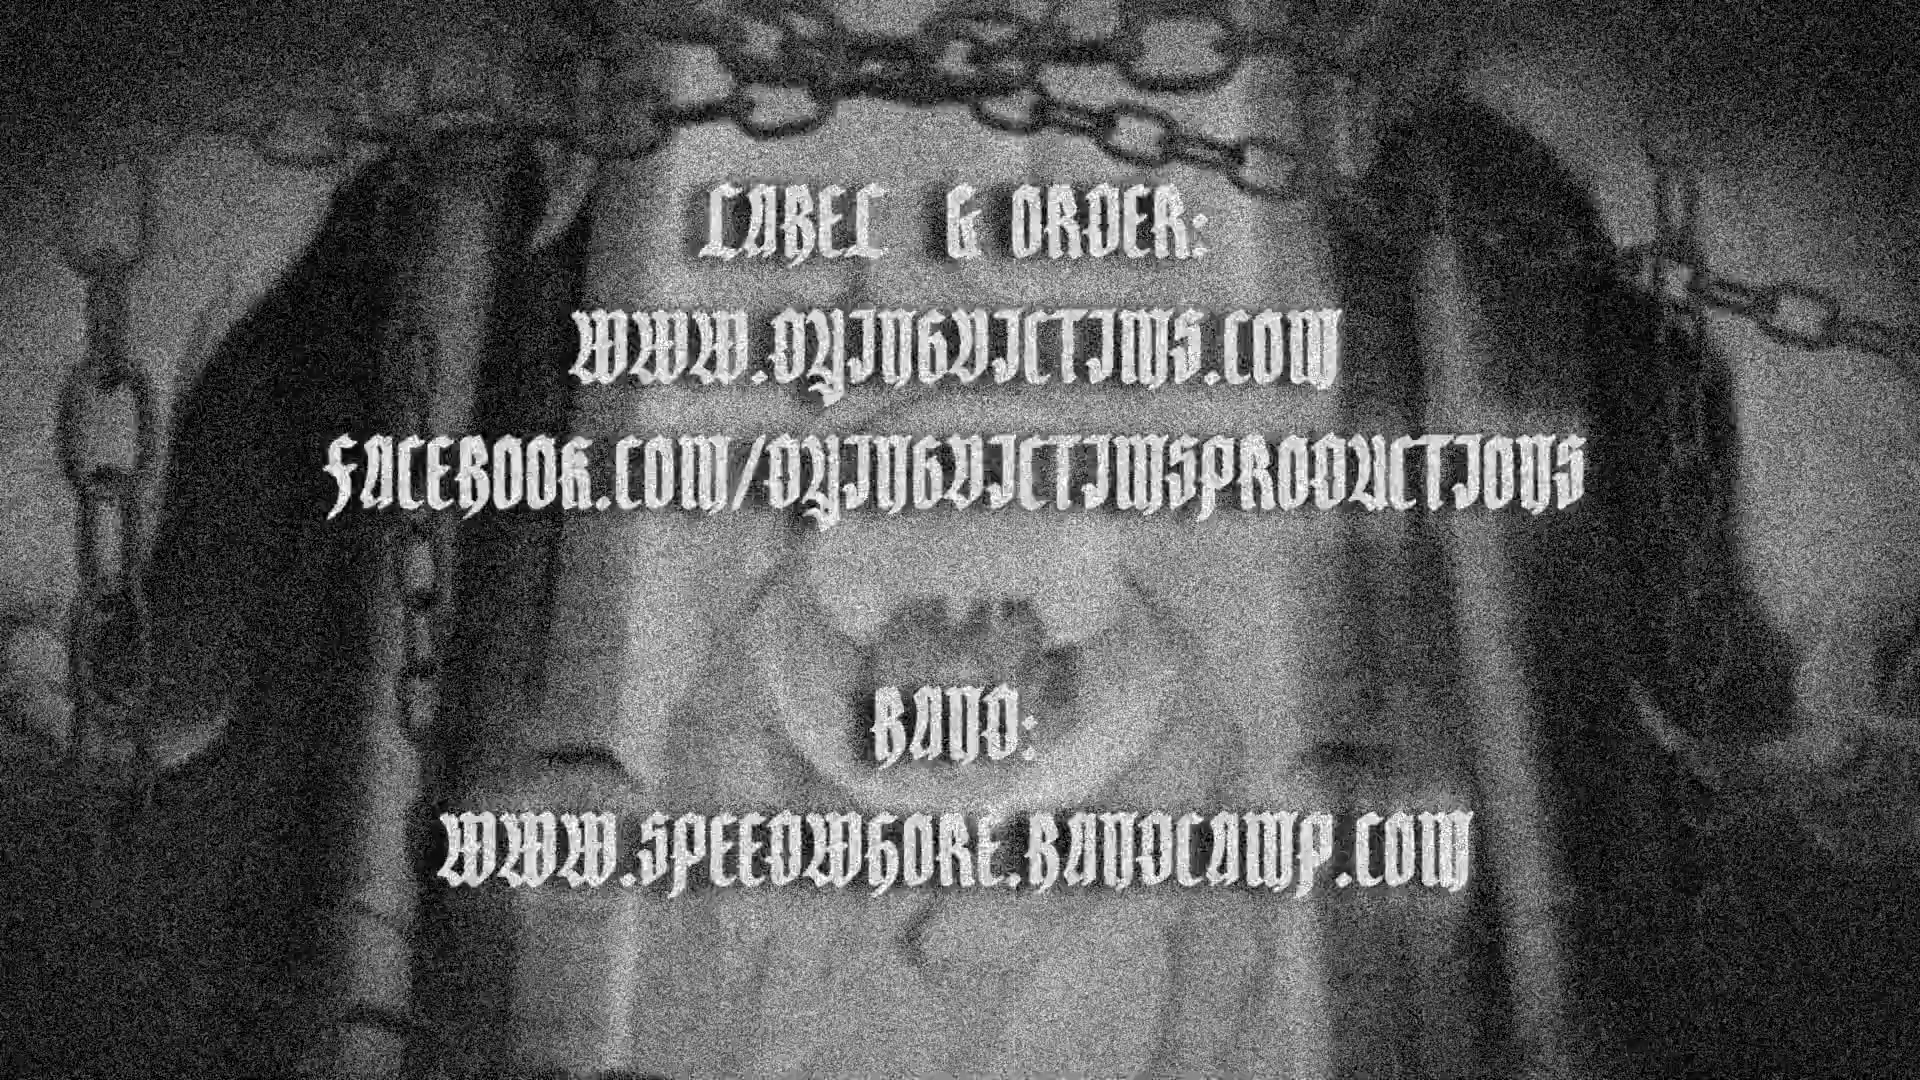 LABEL & ORDER:
WWW.DYINGVICTIMS.COM
FACEBOOK.COM/DYINGVICTIMSPRODUCTIONS
BAND:
WWW.SPEEDWHORE.BANDCAMP.COM